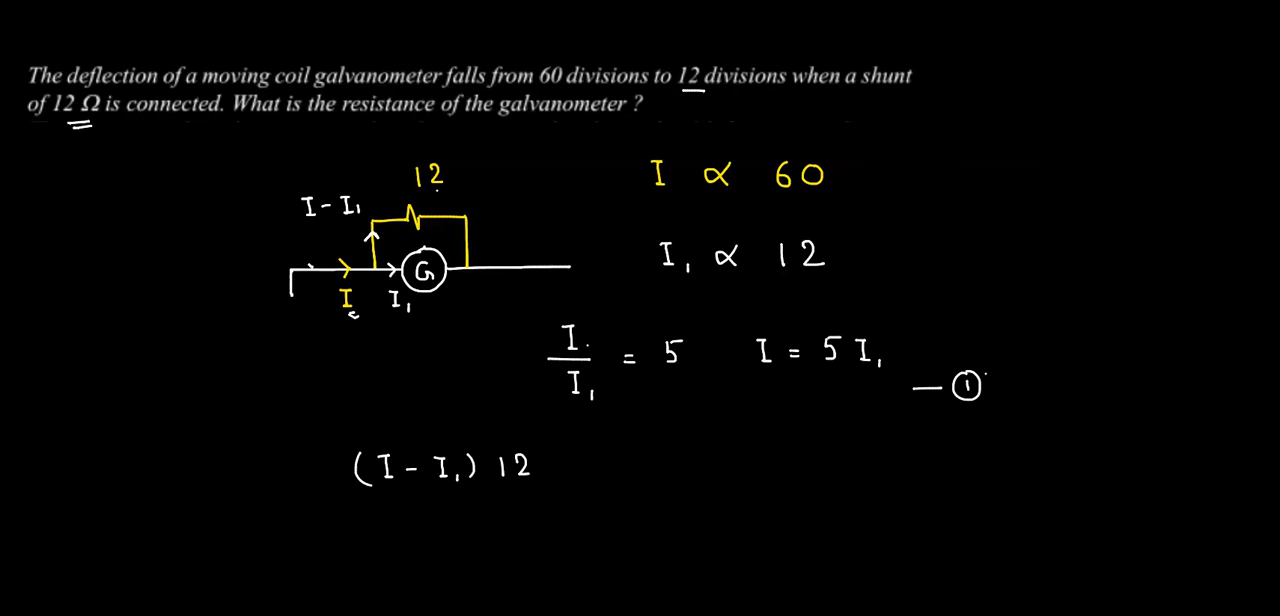 The deflection of a moving coil galvanometer falls from 60 divisions to 12 divisions when a shunt
of 12 Ω is connected. What is the resistance of the galvanometer ?
12
I ∝ 60
I - I₁
I₁ ∝ 12
G
I
I₁
I/I₁ = 5 I = 5 I₁
— ①
(I - I₁) 12